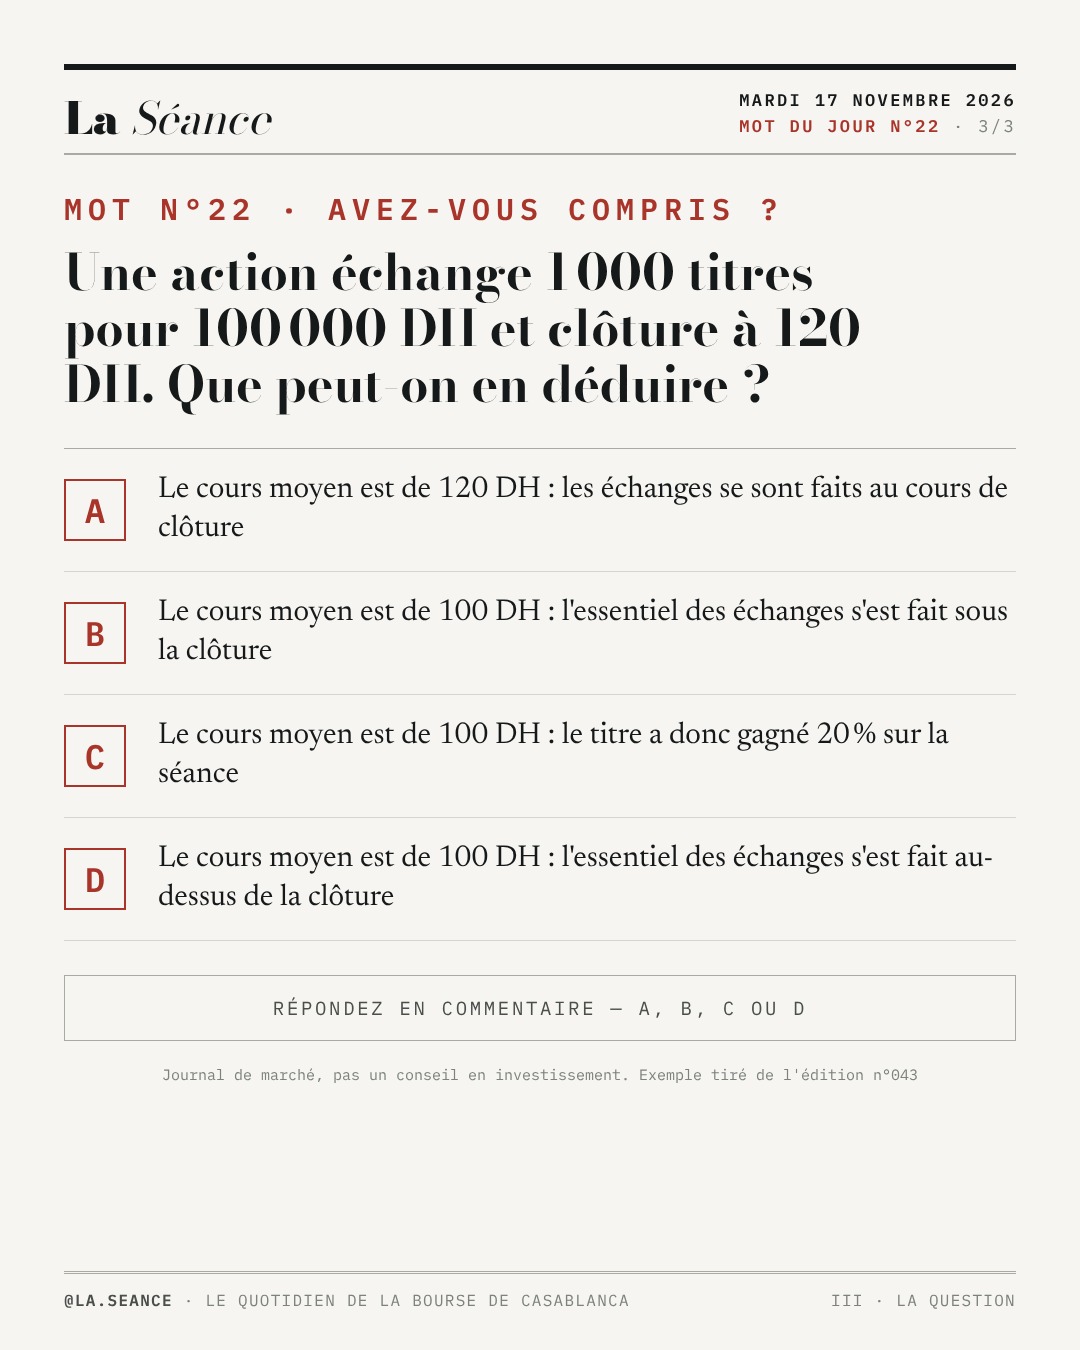 La Séance
MARDI 17 NOVEMBRE 2026
MOT DU JOUR N°22 · 3/3
MOT N°22 · AVEZ-VOUS COMPRIS ?
Une action échange 1 000 titres
pour 100 000 DH et clôture à 120
DH. Que peut-on en déduire ?
A
Le cours moyen est de 120 DH : les échanges se sont faits au cours de
clôture
B
Le cours moyen est de 100 DH : l'essentiel des échanges s'est fait sous
la clôture
C
Le cours moyen est de 100 DH : le titre a donc gagné 20 % sur la
séance
D
Le cours moyen est de 100 DH : l'essentiel des échanges s'est fait au-
dessus de la clôture
RÉPONDEZ EN COMMENTAIRE — A, B, C OU D
Journal de marché, pas un conseil en investissement. Exemple tiré de l'édition n°043
@LA.SEANCE · LE QUOTIDIEN DE LA BOURSE DE CASABLANCA
III · LA QUESTION